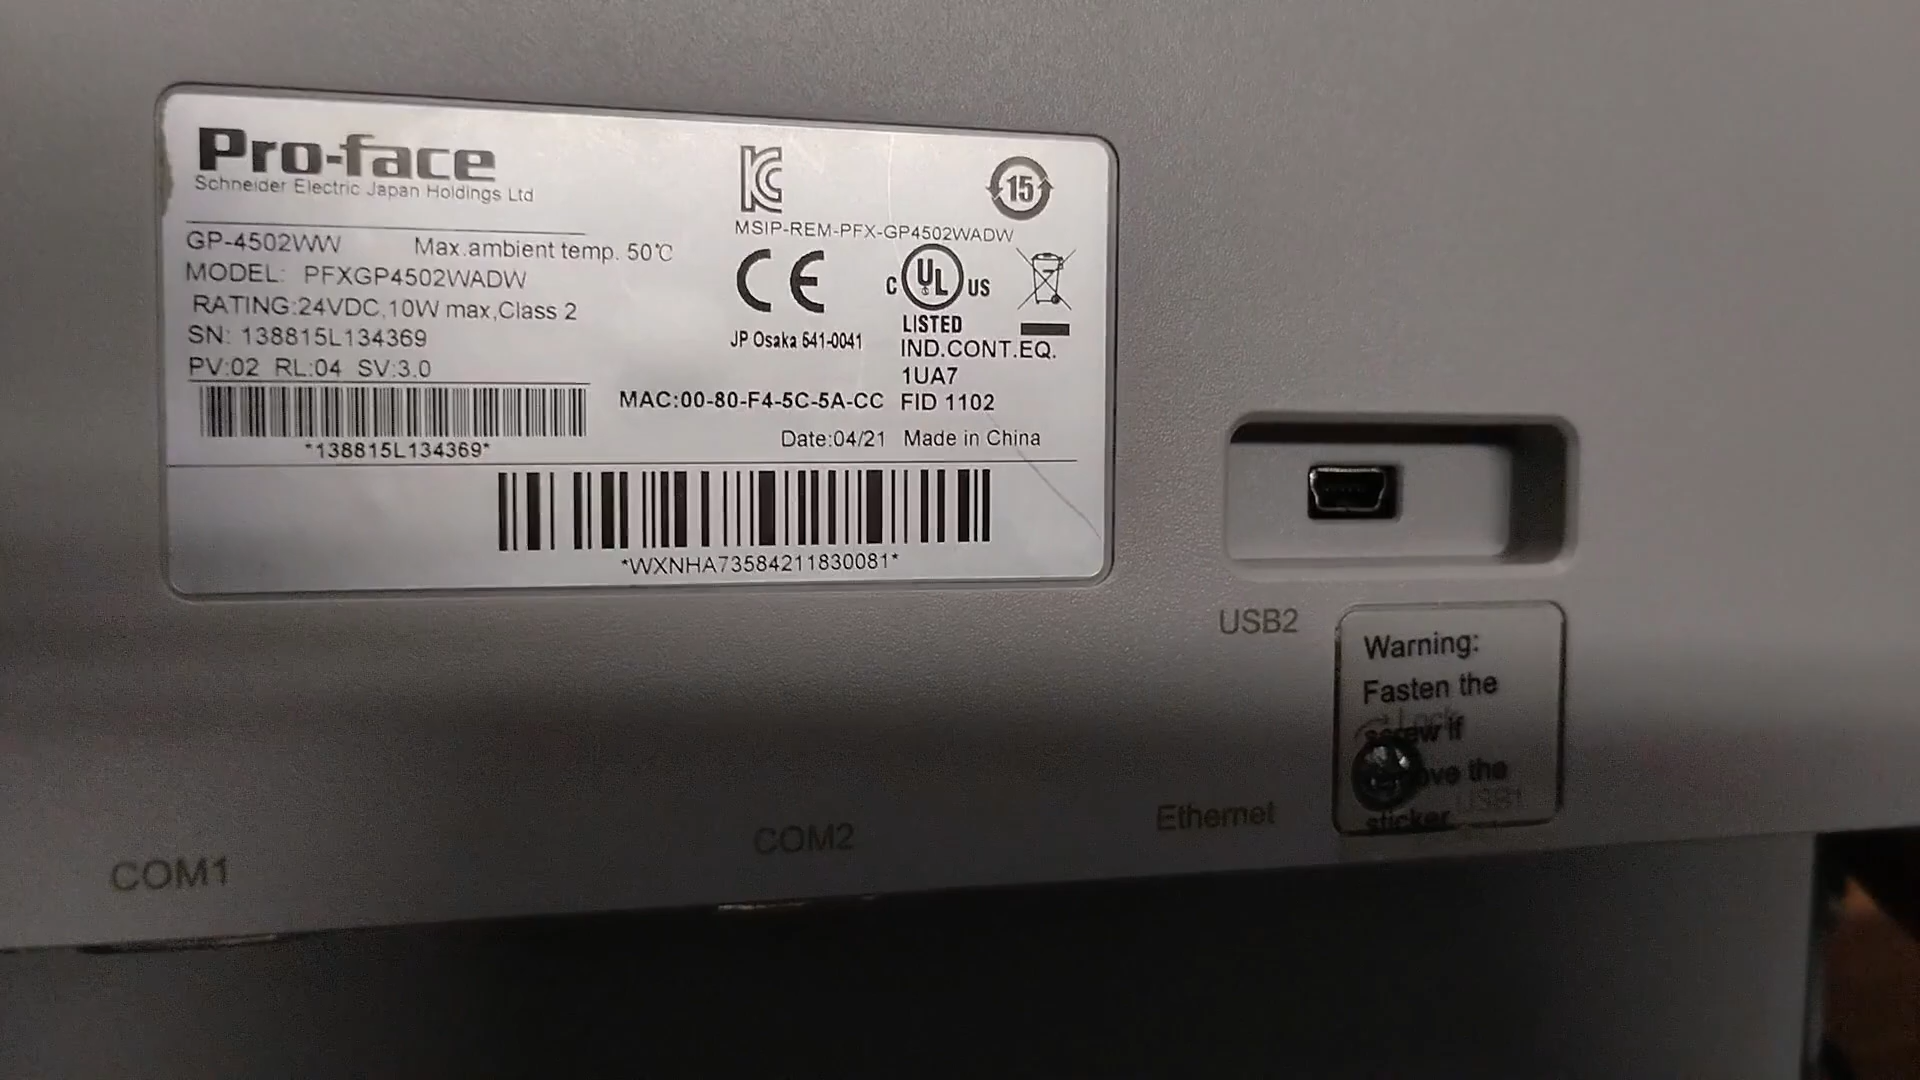 Pro-face
Schneider Electric Japan Holdings Ltd
GP-4502WW Max.ambient temp. 50℃
MODEL: PFXGP4502WADW
RATING:24VDC,10W max,Class 2
SN: 138815L134369
PV:02 RL:04 SV:3.0
*138815L134369*
15
MSIP-REM-PFX-GP4502WADW
CE
C UL US
LISTED
JP Osaka 541-0041
IND.CONT.EQ.
1UA7
MAC:00-80-F4-5C-5A-CC FID 1102
Date:04/21 Made in China
*WXNHA73584211830081*
USB2
Warning:
Fasten the
screw if
the
sticker
Lock
USB1
Ethernet
COM2
COM1